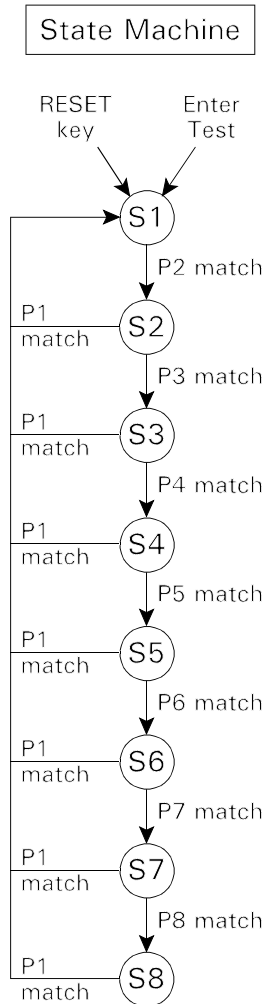 State Machine
RESET
key
Enter
Test
S1
P2 match
P1
match
S2
P3 match
P1
match
S3
P4 match
P1
match
S4
P5 match
P1
match
S5
P6 match
P1
match
S6
P7 match
P1
match
S7
P8 match
P1
match
S8